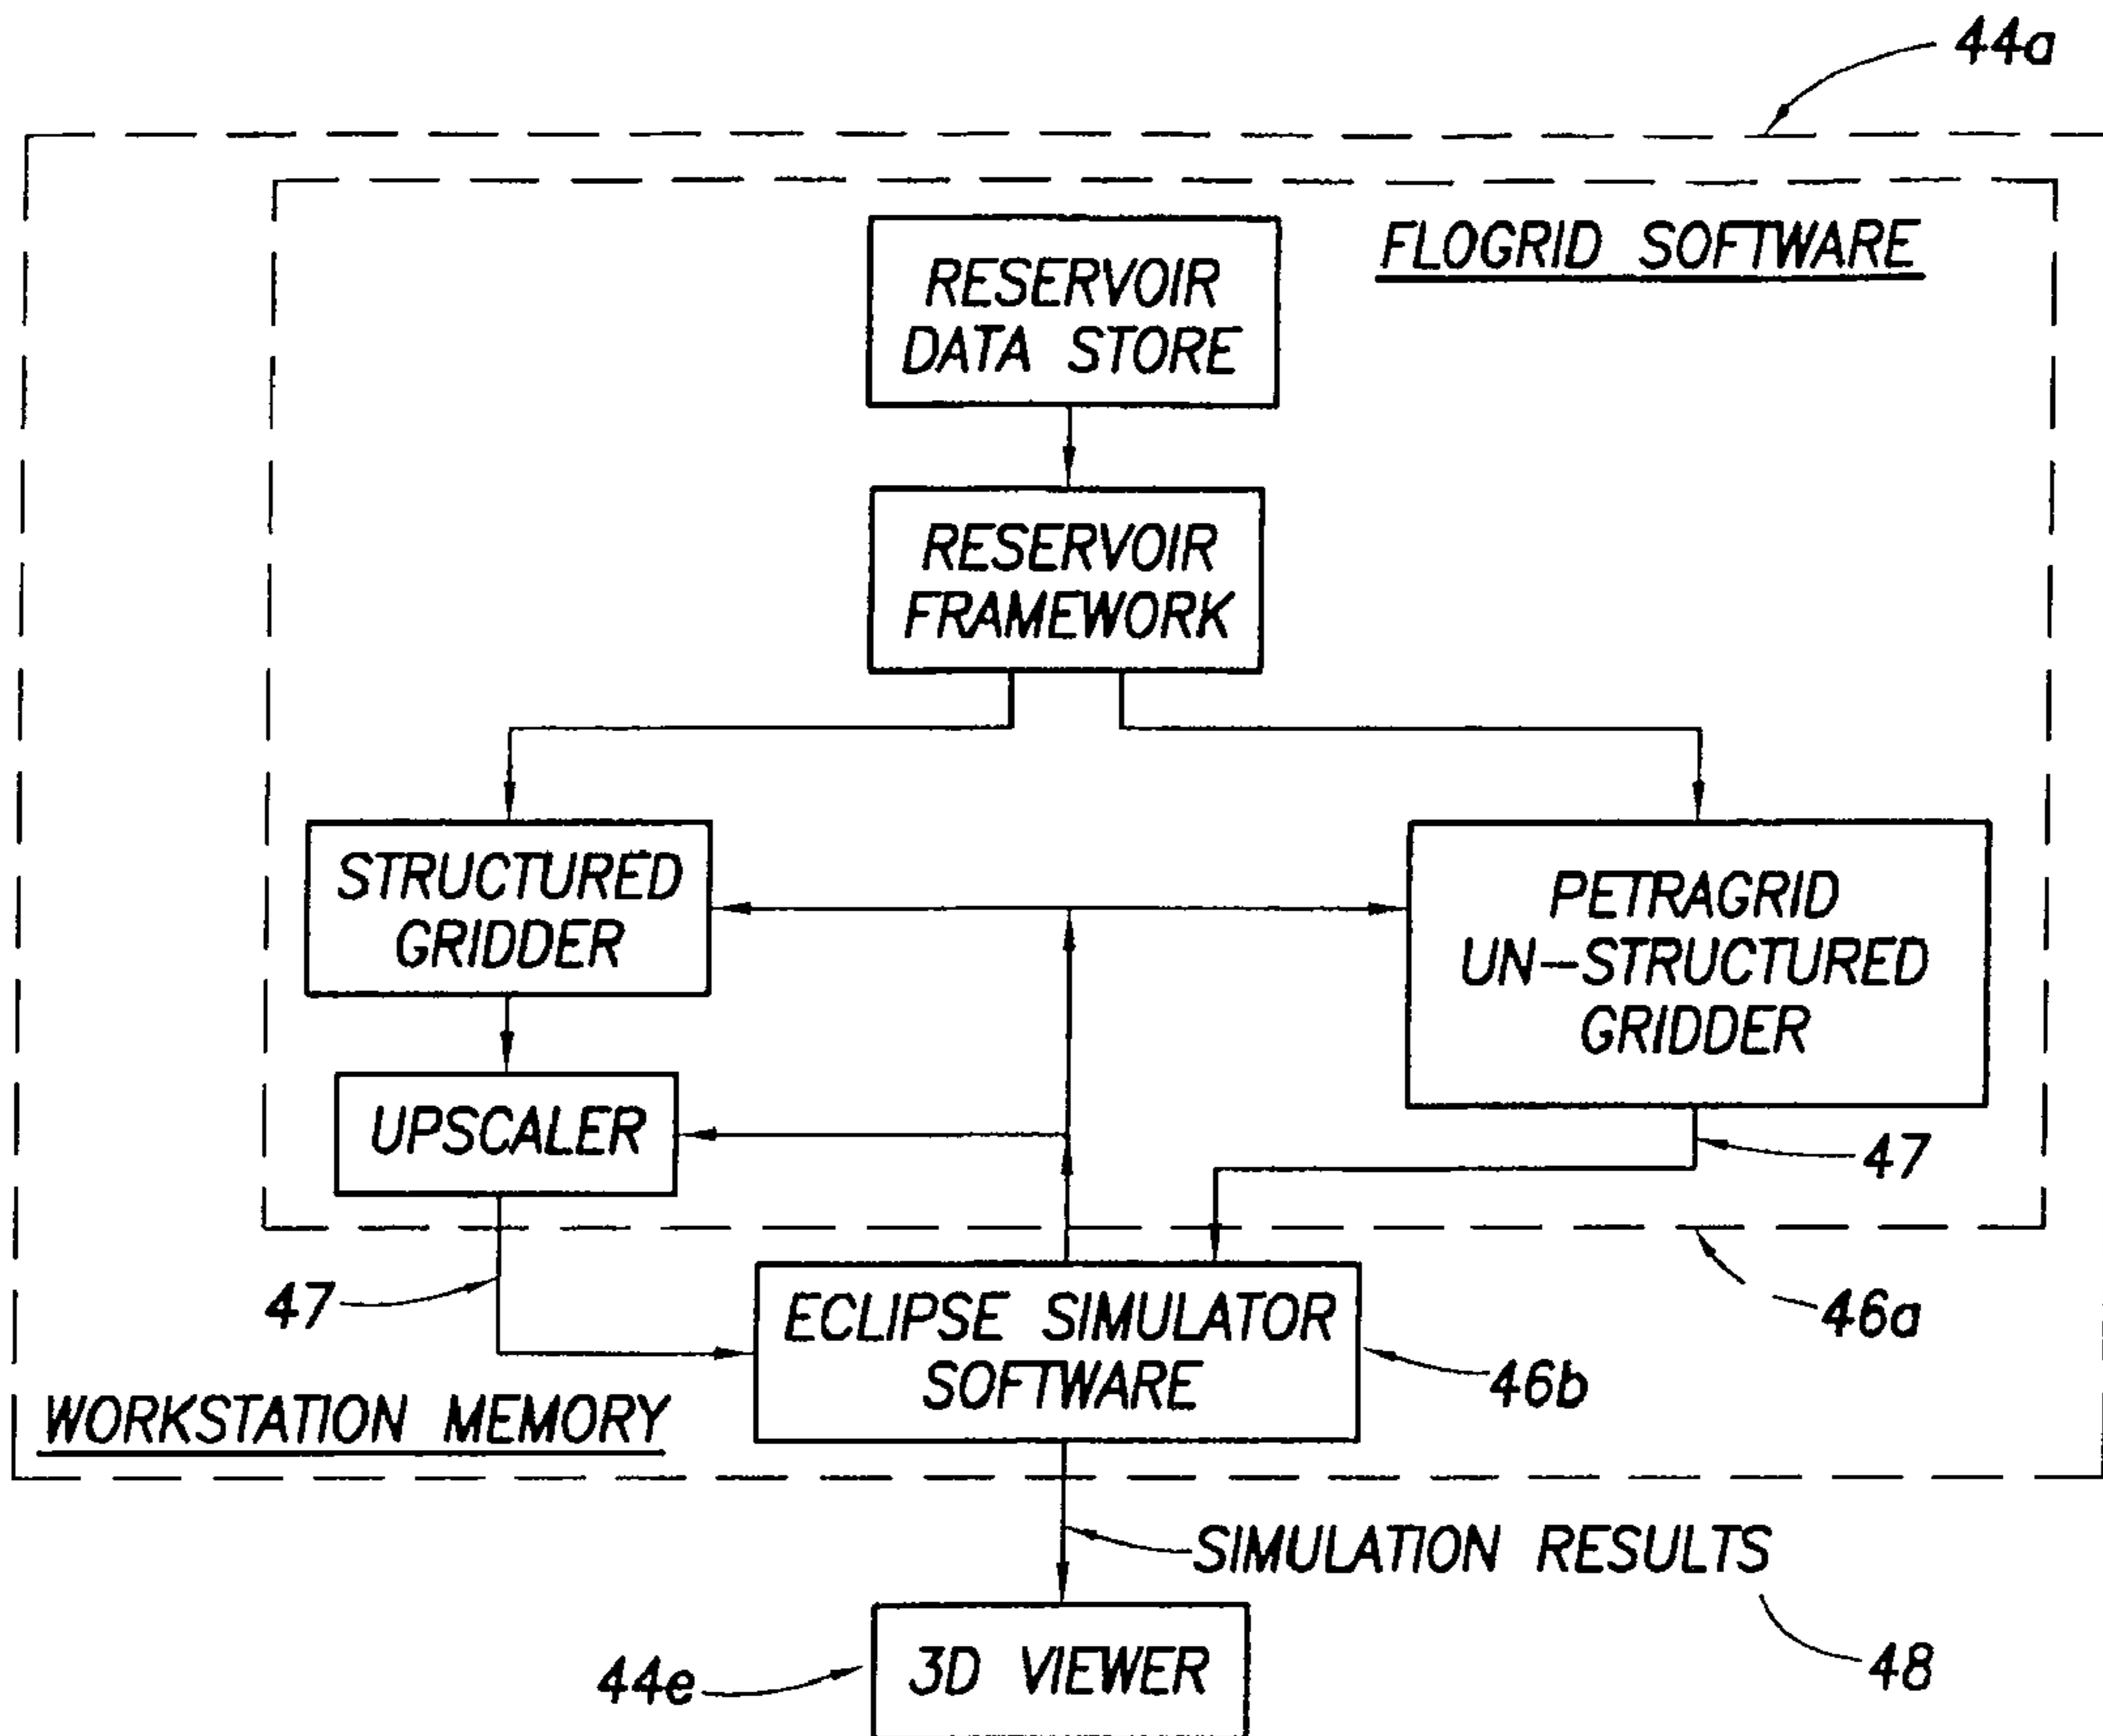 44a
FLOGRID SOFTWARE
RESERVOIR
DATA STORE
RESERVOIR
FRAMEWORK
STRUCTURED
GRIDDER
PETRAGRID
UN-STRUCTURED
GRIDDER
UPSCALER
47
47
46a
ECLIPSE SIMULATOR
SOFTWARE
46b
WORKSTATION MEMORY
SIMULATION RESULTS
48
44e
3D VIEWER